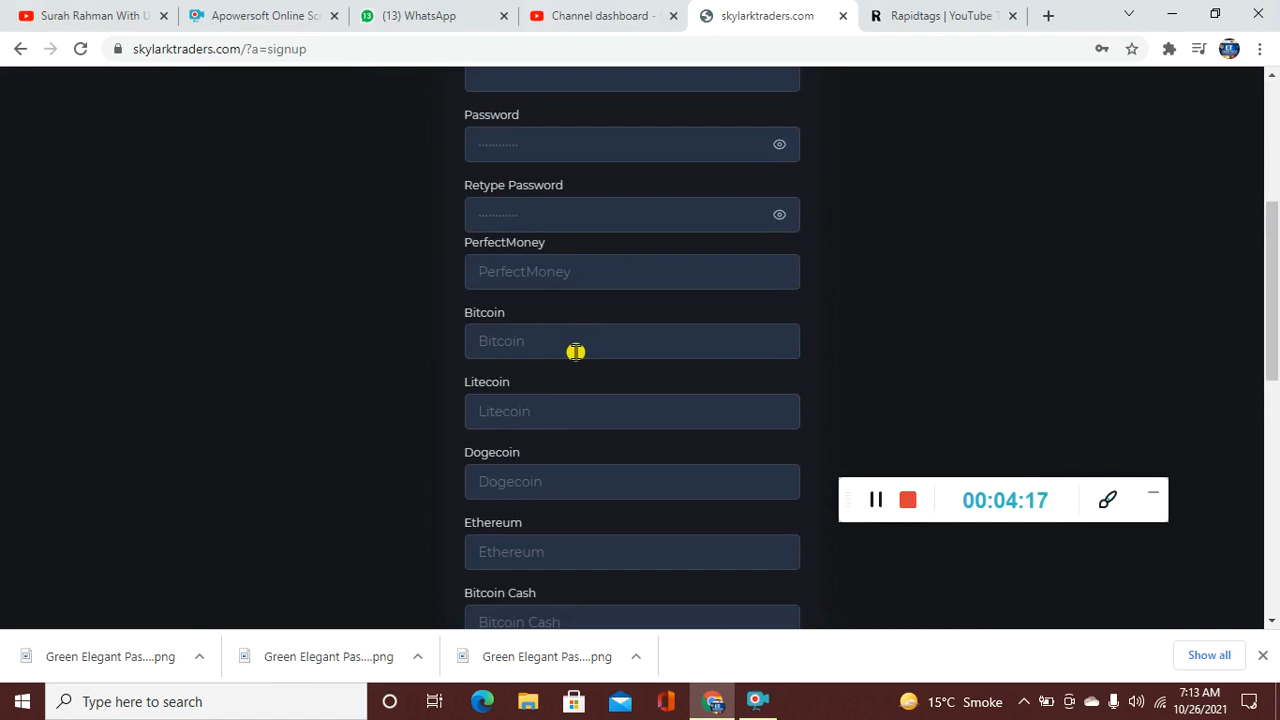 Surah Rahman With U
Apowersoft Online Scr
(13) WhatsApp
Channel dashboard -
skylarktraders.com
Rapidtags | YouTube T
skylarktraders.com/?a=signup
Password
Retype Password
PerfectMoney
PerfectMoney
Bitcoin
Bitcoin
Litecoin
Litecoin
Dogecoin
Dogecoin
00:04:17
Ethereum
Ethereum
Bitcoin Cash
Bitcoin Cash
Green Elegant Pas....png
Green Elegant Pas....png
Green Elegant Pas....png
Show all
Type here to search
15°C Smoke
7:13 AM
10/26/2021